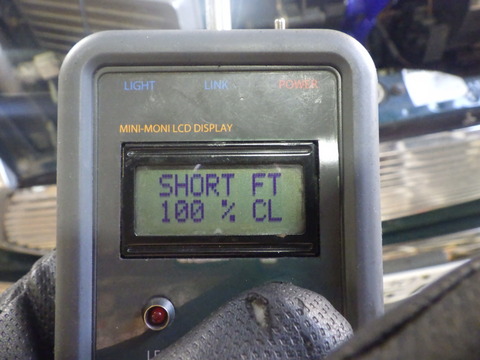 LIGHT LINK POWER
MINI-MONI LCD DISPLAY
SHORT FT
100 % CL